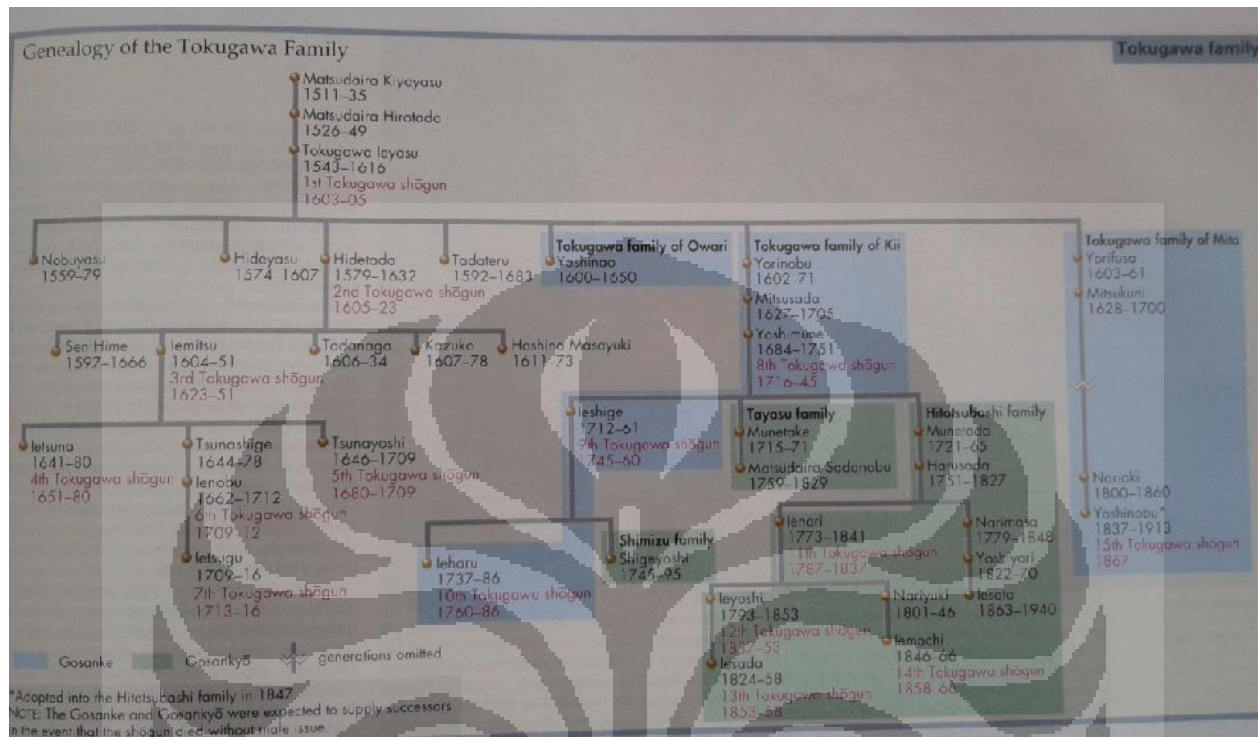 Genealogy of the Tokugawa Family
Tokugawa family
Matsudaira Kiyoyasu
1511–35
Matsudaira Hirotada
1526–49
Tokugawa Ieyasu
1543–1616
1st Tokugawa shōgun
1603–05
Nobuyasu
1559–79
Hideyasu
1574–1607
Hidetada
1579–1632
2nd Tokugawa shōgun
1605–23
Tadateru
1592–1683
Tokugawa family of Owari
Yoshinao
1600–1650
Tokugawa family of Kii
Yorinobu
1602–71
Mitsusada
1627–1705
Yoshimune
1684–1751
8th Tokugawa shōgun
1716–45
Tokugawa family of Mito
Yorifusa
1603–61
Mitsukuni
1628–1700
Sen Hime
1597–1666
Iemitsu
1604–51
3rd Tokugawa shōgun
1623–51
Tadanaga
1606–34
Kazuko
1607–78
Hoshina Masayuki
1611–73
Ieshige
1712–61
9th Tokugawa shōgun
1745–60
Tayasu family
Munetake
1715–71
Matsudaira Sadanobu
1759–1829
Hitotsubashi family
Munetada
1721–65
Harusada
1751–1827
Ietsuna
1641–80
4th Tokugawa shōgun
1651–80
Tsunashige
1644–78
Ienobu
1662–1712
6th Tokugawa shōgun
1709–12
Ietsugu
1709–16
7th Tokugawa shōgun
1713–16
Tsunayoshi
1646–1709
5th Tokugawa shōgun
1680–1709
Ieharu
1737–86
10th Tokugawa shōgun
1760–86
Shimizu family
Shigeyoshi
1745–95
Ienari
1773–1841
11th Tokugawa shōgun
1787–1837
Narimasa
1779–1848
Yoshiyori
1822–70
Iesato
1863–1940
Nariaki
1800–1860
Yoshinobu*
1837–1913
15th Tokugawa shōgun
1867
Ieyoshi
1793–1853
12th Tokugawa shōgun
1837–53
Iesada
1824–58
13th Tokugawa shōgun
1853–58
Nariyuki
1801–46
Iemochi
1846–66
14th Tokugawa shōgun
1858–66
Gosanke
Gosankyō
generations omitted
*Adopted into the Hitotsubashi family in 1847
NOTE: The Gosanke and Gosankyō were expected to supply successors
in the event that the shōgun died without male issue.